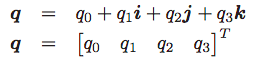 q = q₀ + q₁i + q₂j + q₃k
q = [q₀ q₁ q₂ q₃]ᵀ